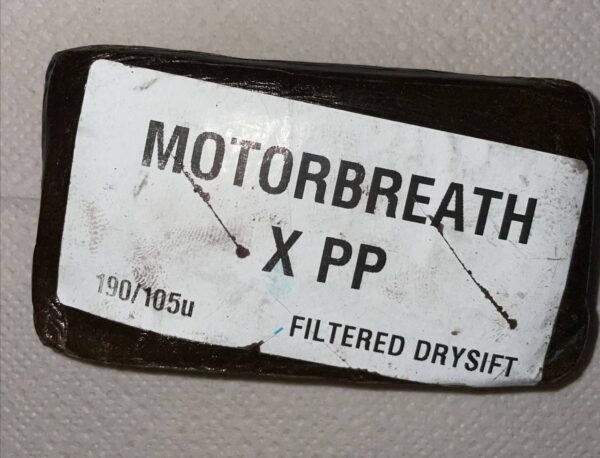 MOTORBREATH
X PP
190/105u
FILTERED DRYSIFT